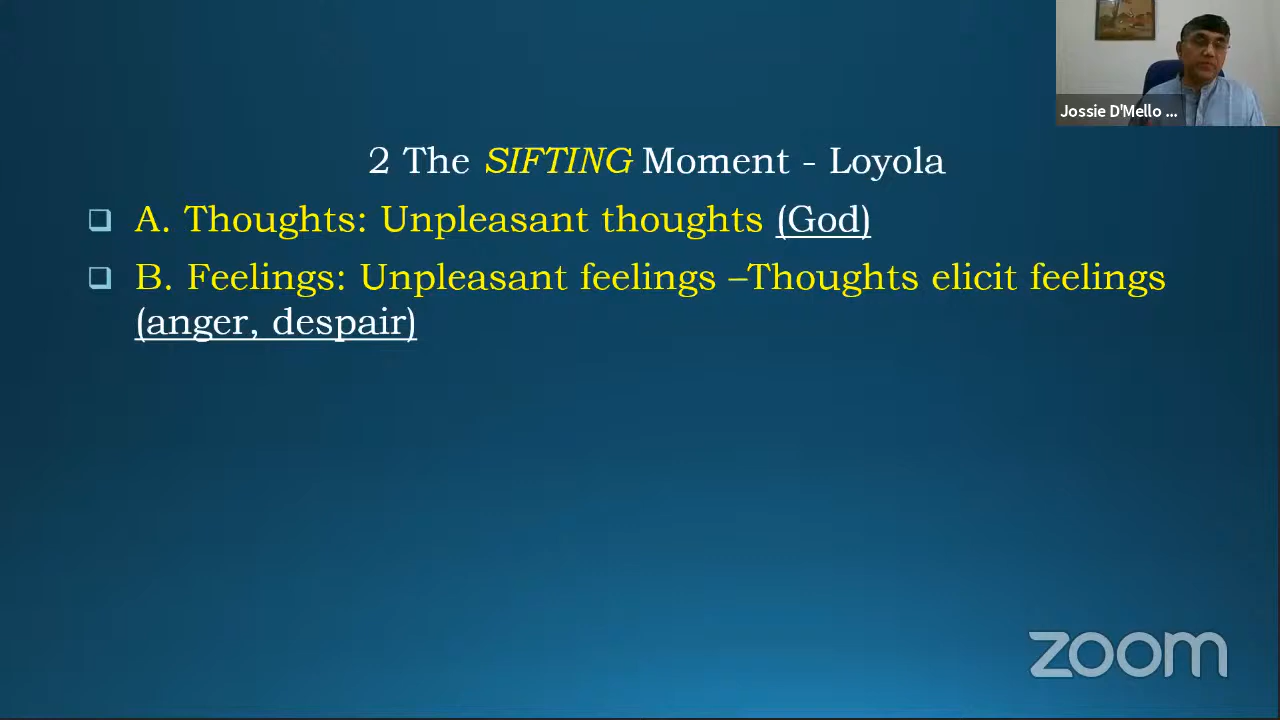 Jossie D'Mello ...
2 The SIFTING Moment - Loyola
A. Thoughts: Unpleasant thoughts (God)
B. Feelings: Unpleasant feelings –Thoughts elicit feelings
(anger, despair)
zoom